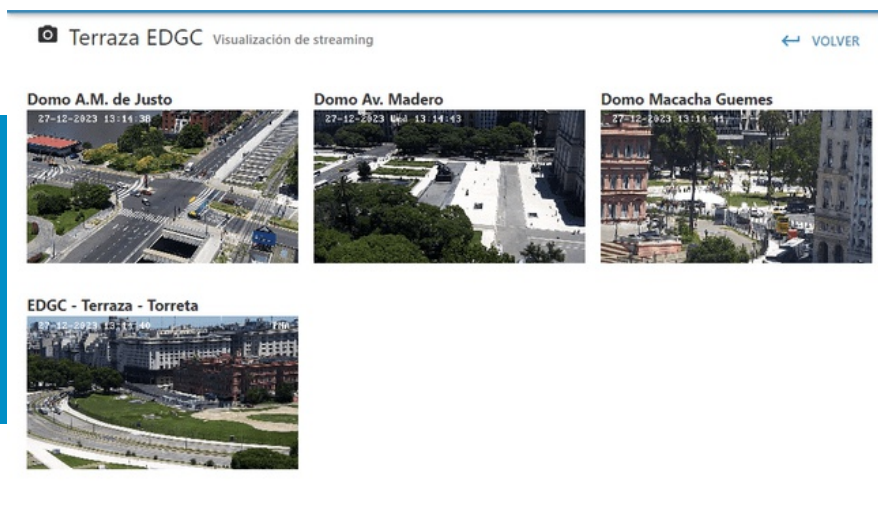 Terraza EDGC Visualización de streaming
VOLVER
Domo A.M. de Justo
Domo Av. Madero
Domo Macacha Guemes
27-12-2023 13:14:38
27-12-2023 Wed 13:14:43
27-12-2023 13:14:41
EDGC - Terraza - Torreta
27-12-2023 13:14:40
PNA